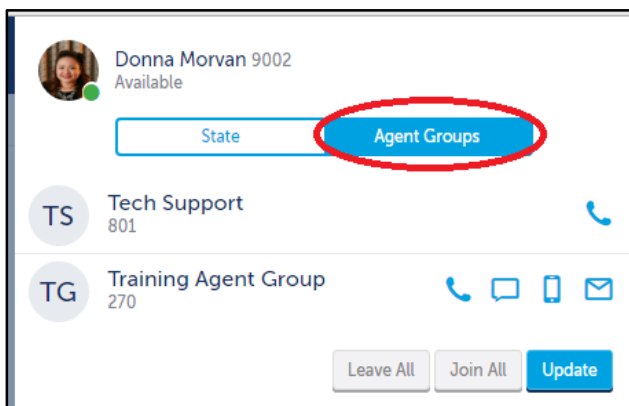 Donna Morvan 9002
Available
State Agent Groups
TS Tech Support
801
TG Training Agent Group
270
Leave All Join All Update